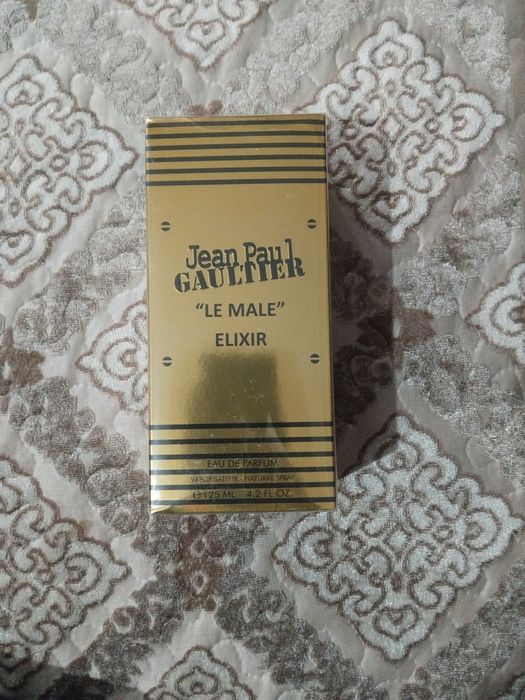 Jean Paul
GAULTIER
"LE MALE"
ELIXIR
EAU DE PARFUM
VAPORISATEUR - NATURAL SPRAY
℮ 125 ML 4.2 FL OZ.